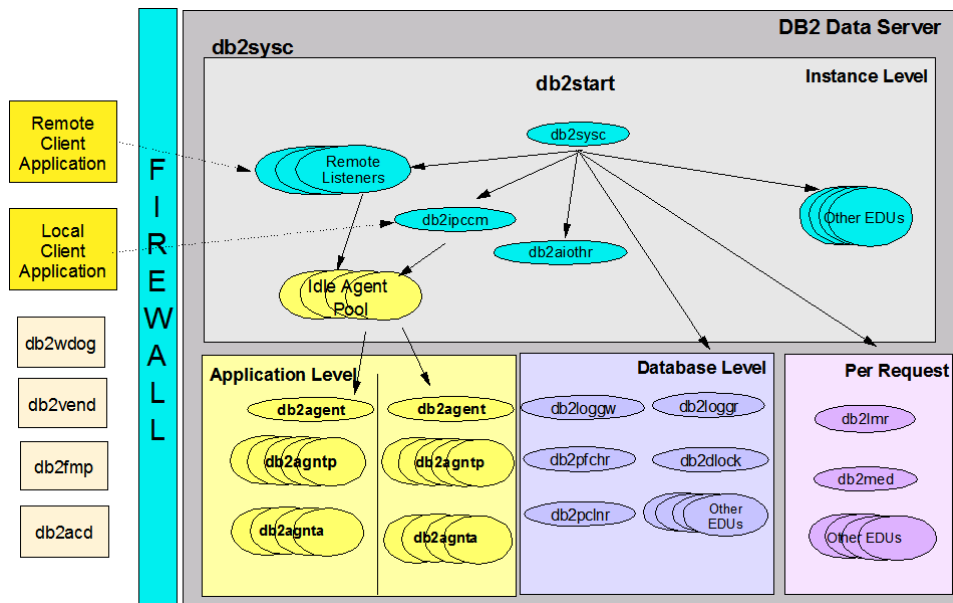 DB2 Data Server
db2sysc
Instance Level
db2start
Remote
Client
Application
db2sysc
Remote
Listeners
Other EDUs
Local
Client
Application
db2ipccm
db2aiothr
Idle Agent
Pool
FIREWALL
db2wdog
db2vend
db2fmp
db2acd
Application Level
db2agent
db2agent
db2agntp
db2agntp
db2agnta
db2agnta
Database Level
db2loggw
db2loggr
db2pfchr
db2dlock
db2pclnr
Other
EDUs
Per Request
db2lmr
db2med
Other EDUs